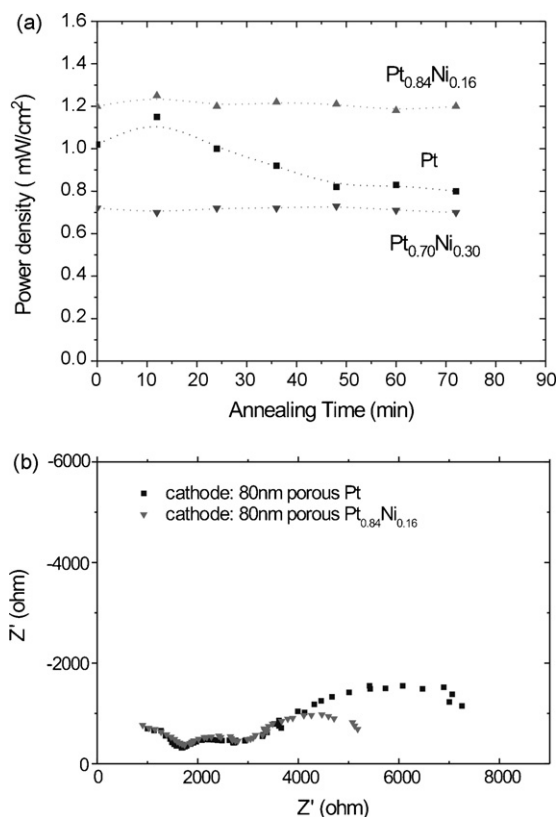 (a)
1.6
1.4
1.2
1.0
0.8
0.6
0.4
0.2
0.0
Power density ( mW/cm²)
Pt₀.₈₄Ni₀.₁₆
Pt
Pt₀.₇₀Ni₀.₃₀
0 10 20 30 40 50 60 70 80 90
Annealing Time (min)
(b)
-6000
-4000
-2000
0
Z' (ohm)
cathode: 80nm porous Pt
cathode: 80nm porous Pt₀.₈₄Ni₀.₁₆
0 2000 4000 6000 8000
Z' (ohm)